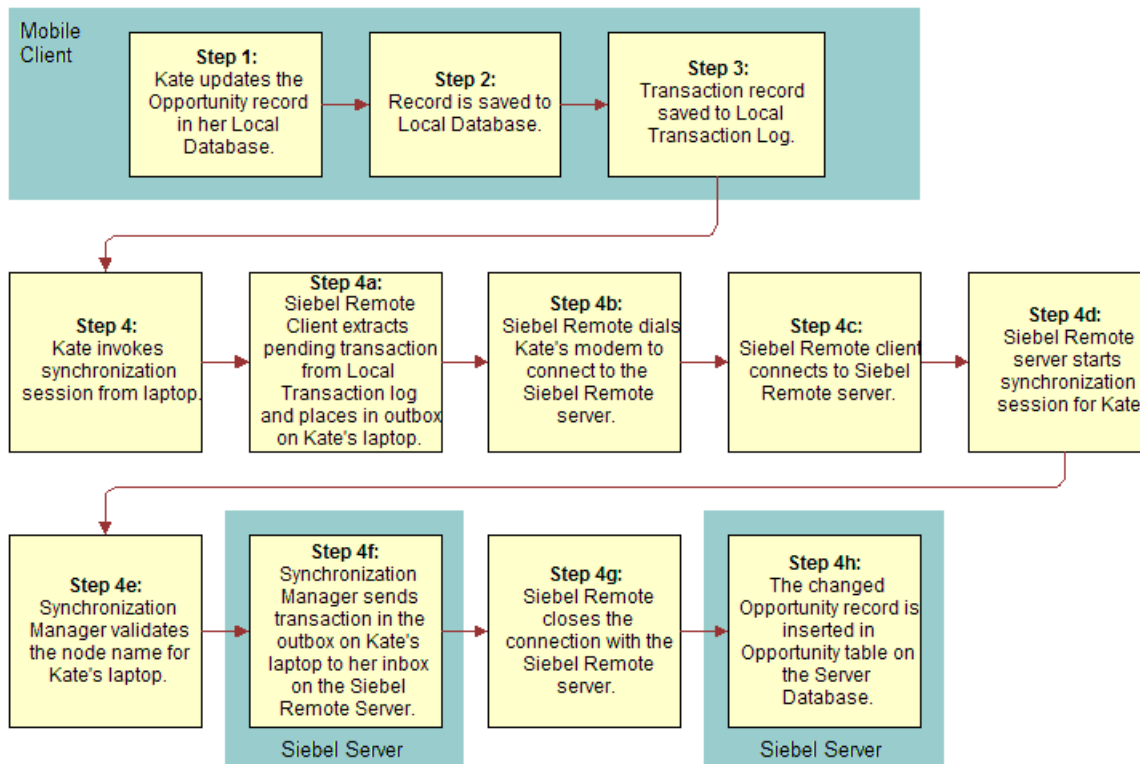 Mobile
Client
Step 1:
Kate updates the
Opportunity record
in her Local
Database.
Step 2:
Record is saved to
Local Database.
Step 3:
Transaction record
saved to Local
Transaction Log.
Step 4:
Kate invokes
synchronization
session from laptop.
Step 4a:
Siebel Remote
Client extracts
pending transaction
from Local
Transaction log
and places in outbox
on Kate's laptop.
Step 4b:
Siebel Remote dials
Kate's modem to
connect to the
Siebel Remote
server.
Step 4c:
Siebel Remote client
connects to Siebel
Remote server.
Step 4d:
Siebel Remote
server starts
synchronization
session for Kate
Step 4e:
Synchronization
Manager validates
the node name for
Kate's laptop.
Step 4f:
Synchronization
Manager sends
transaction in the
outbox on Kate's
laptop to her inbox
on the Siebel
Remote Server.
Siebel Server
Step 4g:
Siebel Remote
closes the
connection with the
Siebel Remote
server.
Step 4h:
The changed
Opportunity record is
inserted in
Opportunity table on
the Server
Database.
Siebel Server